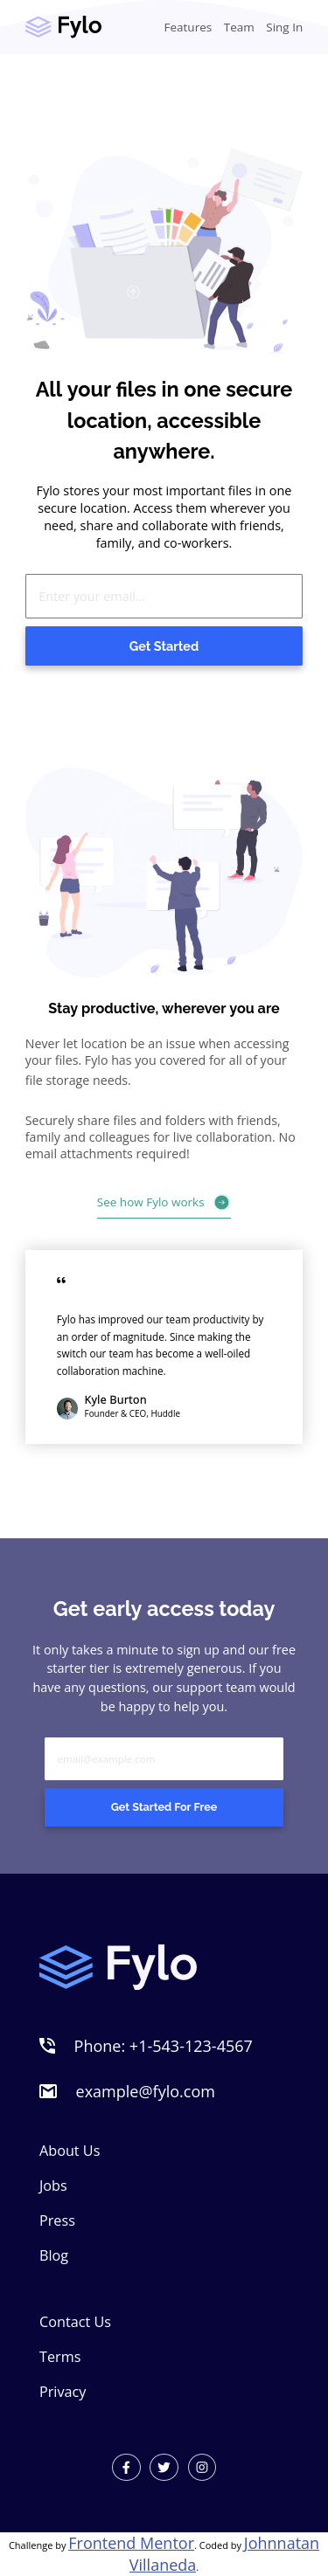 Fylo
Features Team Sing In
All your files in one secure
location, accessible
anywhere.
Fylo stores your most important files in one
secure location. Access them wherever you
need, share and collaborate with friends,
family, and co-workers.
Enter your email...
Get Started
Stay productive, wherever you are
Never let location be an issue when accessing
your files. Fylo has you covered for all of your
file storage needs.
Securely share files and folders with friends,
family and colleagues for live collaboration. No
email attachments required!
See how Fylo works
“
Fylo has improved our team productivity by
an order of magnitude. Since making the
switch our team has become a well-oiled
collaboration machine.
Kyle Burton
Founder & CEO, Huddle
Get early access today
It only takes a minute to sign up and our free
starter tier is extremely generous. If you
have any questions, our support team would
be happy to help you.
email@example.com
Get Started For Free
Fylo
Phone: +1-543-123-4567
example@fylo.com
About Us
Jobs
Press
Blog
Contact Us
Terms
Privacy
Challenge by Frontend Mentor. Coded by Johnnatan
Villaneda.